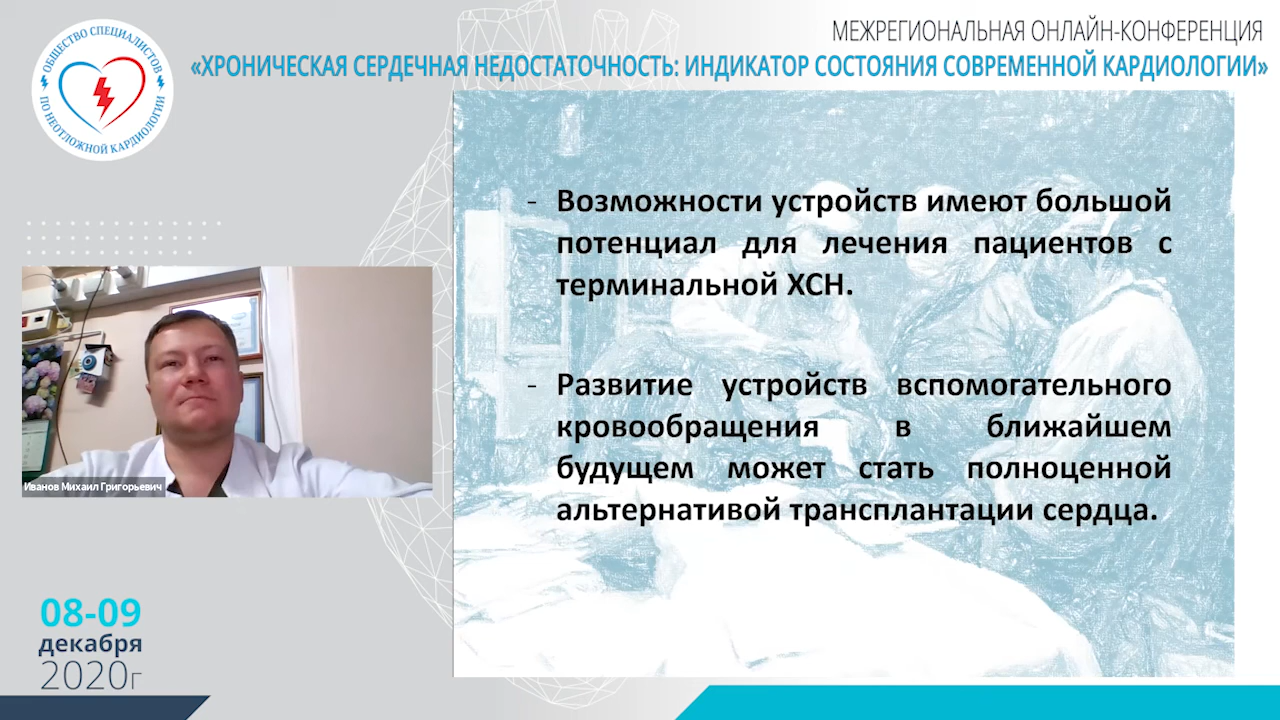 МЕЖРЕГИОНАЛЬНАЯ ОНЛАЙН-КОНФЕРЕНЦИЯ
«ХРОНИЧЕСКАЯ СЕРДЕЧНАЯ НЕДОСТАТОЧНОСТЬ: ИНДИКАТОР СОСТОЯНИЯ СОВРЕМЕННОЙ КАРДИОЛОГИИ»
ОБЩЕСТВО СПЕЦИАЛИСТОВ
ПО НЕОТЛОЖНОЙ КАРДИОЛОГИИ
- Возможности устройств имеют большой
потенциал для лечения пациентов с
терминальной ХСН.
- Развитие устройств вспомогательного
кровообращения в ближайшем
будущем может стать полноценной
альтернативой трансплантации сердца.
Иванов Михаил Григорьевич
08-09
декабря
2020г